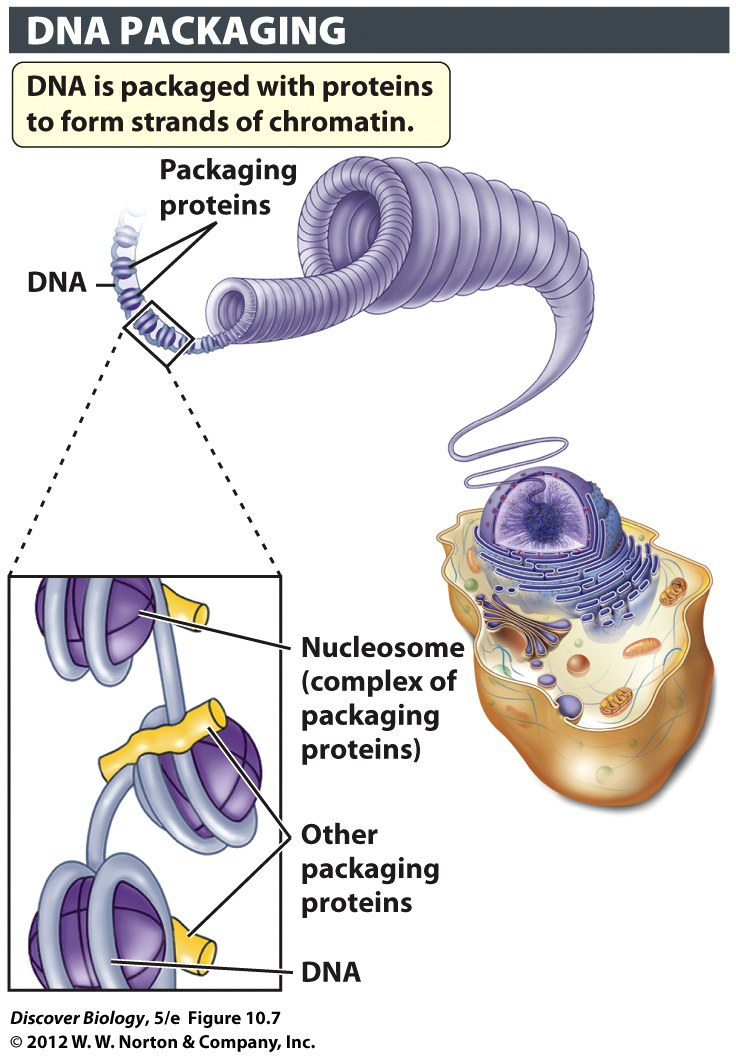 DNA PACKAGING
DNA is packaged with proteins
to form strands of chromatin.
Packaging
proteins
DNA
Nucleosome
(complex of
packaging
proteins)
Other
packaging
proteins
DNA
Discover Biology, 5/e Figure 10.7
© 2012 W. W. Norton & Company, Inc.